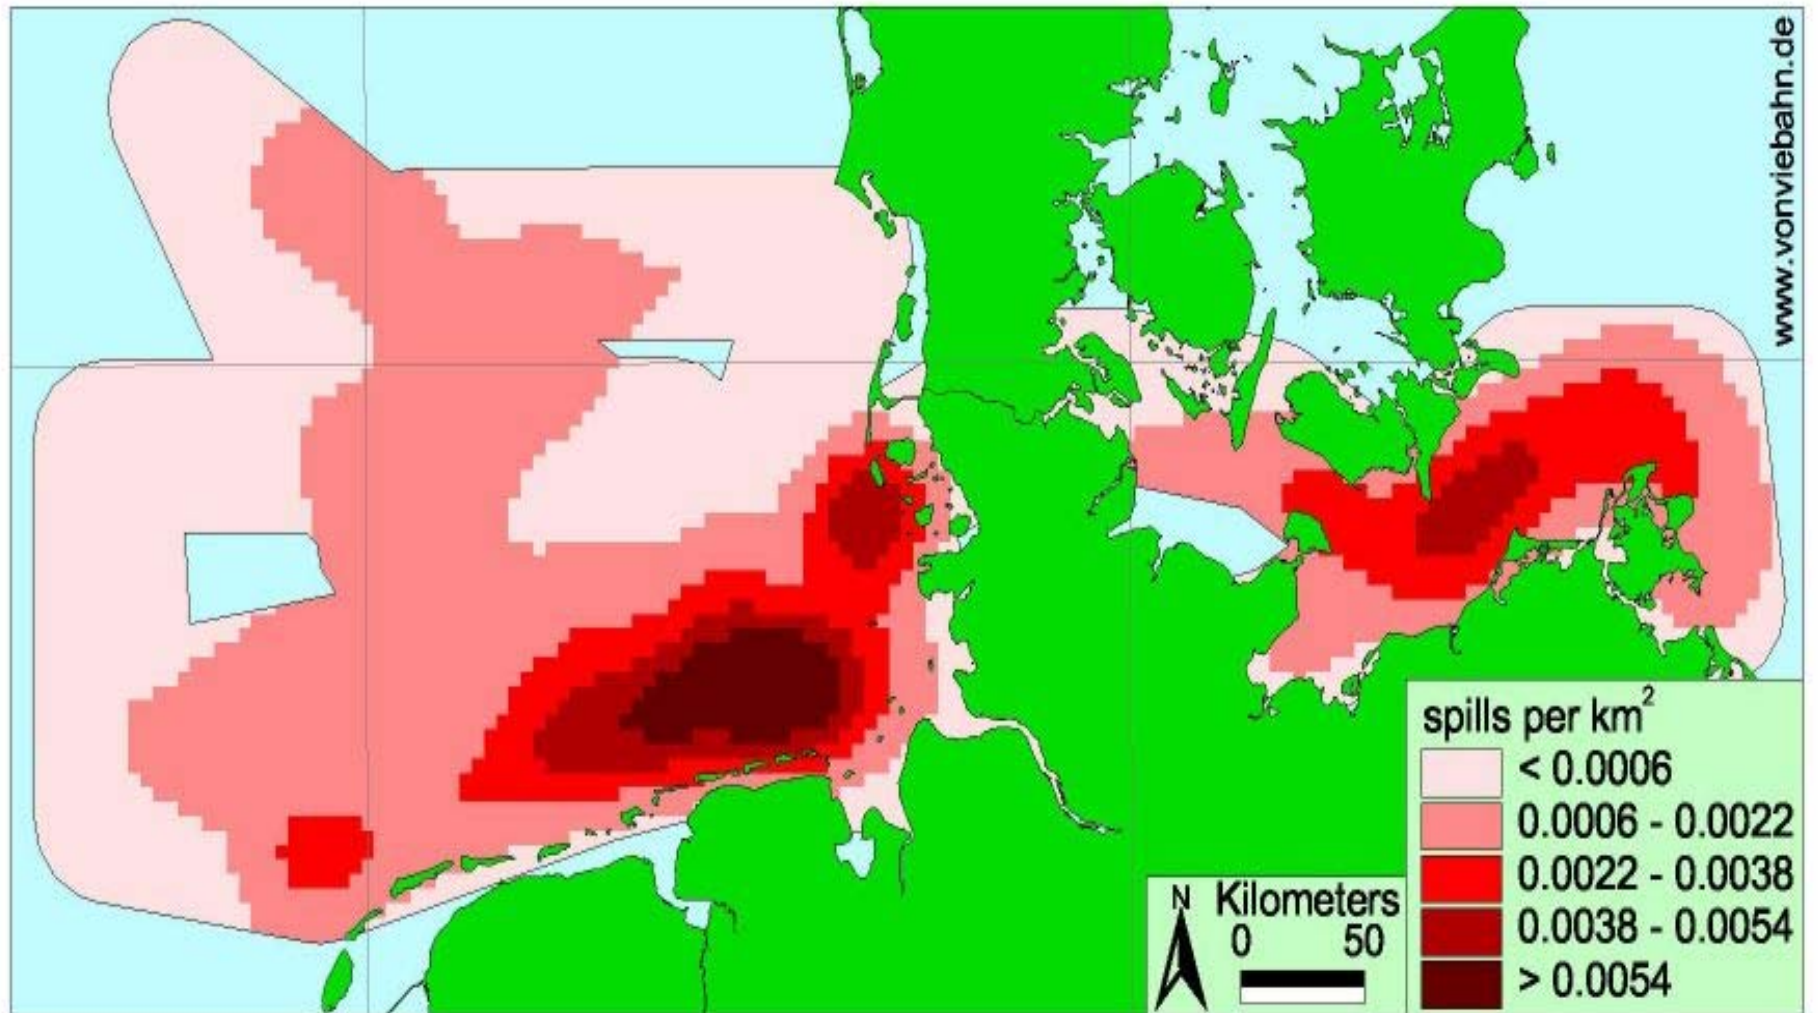 www.vonviebahn.de
spills per km²
< 0.0006
0.0006 - 0.0022
0.0022 - 0.0038
0.0038 - 0.0054
> 0.0054
N
Kilometers
0 50